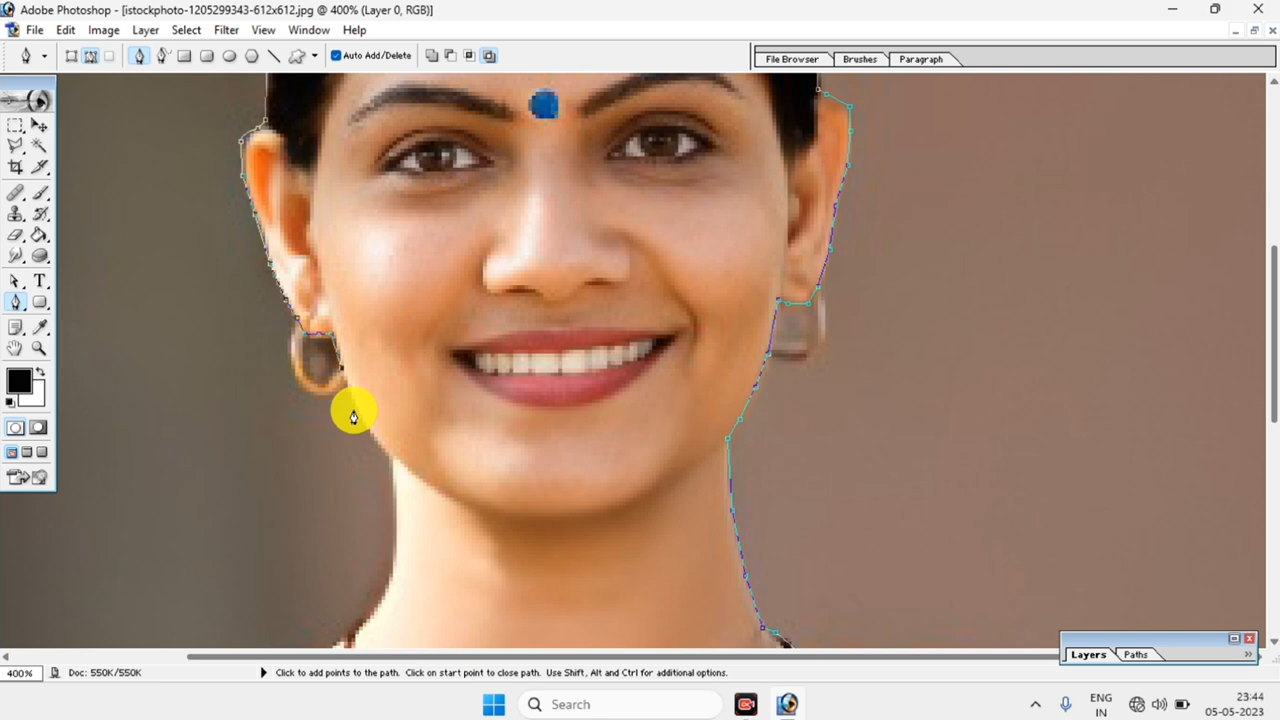 Adobe Photoshop - [istockphoto-1205299343-612x612.jpg @ 400% (Layer 0, RGB)]
File Edit Image Layer Select Filter View Window Help
Auto Add/Delete
File Browser Brushes Paragraph
T
Layers Paths
400% Doc: 550K/550K Click to add points to the path. Click on start point to close path. Use Shift, Alt and Ctrl for additional options.
Search
ENG
IN
23:44
05-05-2023